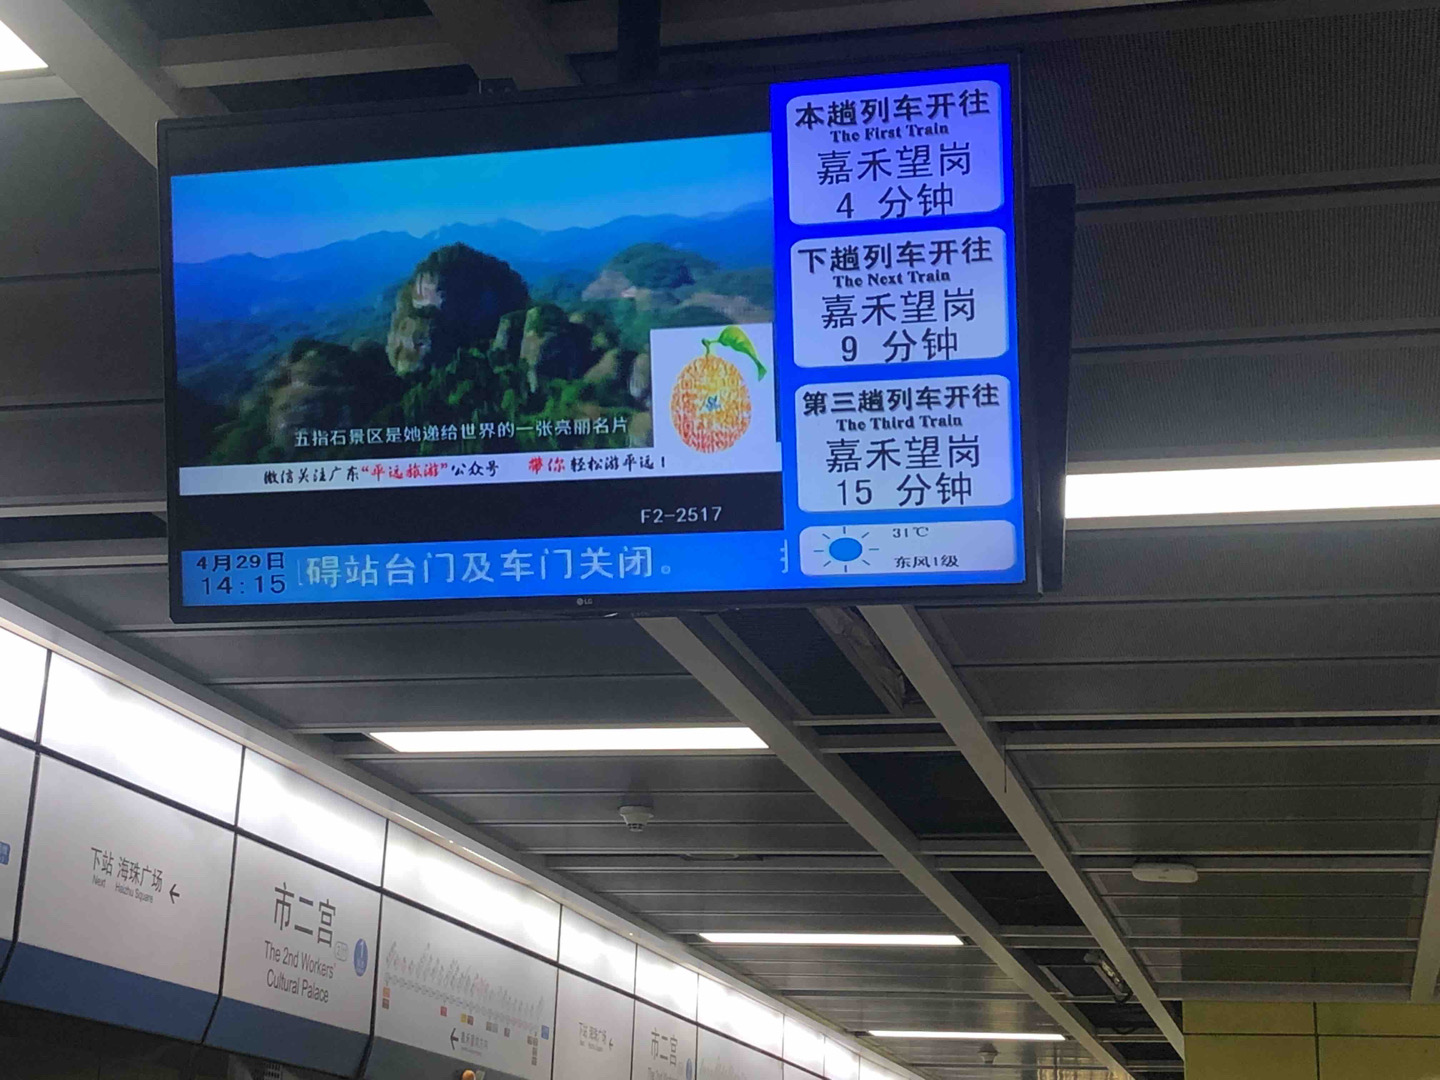 本趟列车开往
The First Train
嘉禾望岗
4 分钟
下趟列车开往
The Next Train
嘉禾望岗
9 分钟
第三趟列车开往
The Third Train
嘉禾望岗
15 分钟
31℃
东风1级
五指石景区是她递给世界的一张亮丽名片
微信关注广东“平远旅游”公众号 带你轻松游平远！
F2-2517
4月29日
14:15
碍站台门及车门关闭。
LG
下站 海珠广场 ←
Next Haizhu Square
市二宫
The 2nd Workers'
Cultural Palace
下站 海珠广场 ←
市二宫